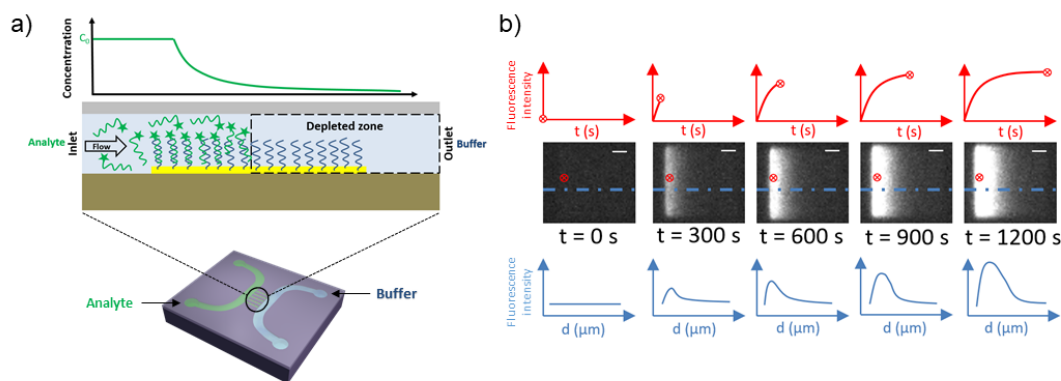 a)
Concentrration
C₀
Analyte
Inlet
Flow
Depleted zone
Outlet
Buffer
Analyte
Buffer
b)
Fluorescence
intensity
t (s)
t (s)
t (s)
t (s)
t (s)
t = 0 s
t = 300 s
t = 600 s
t = 900 s
t = 1200 s
Fluorescence
intensity
d (µm)
d (µm)
d (µm)
d (µm)
d (µm)